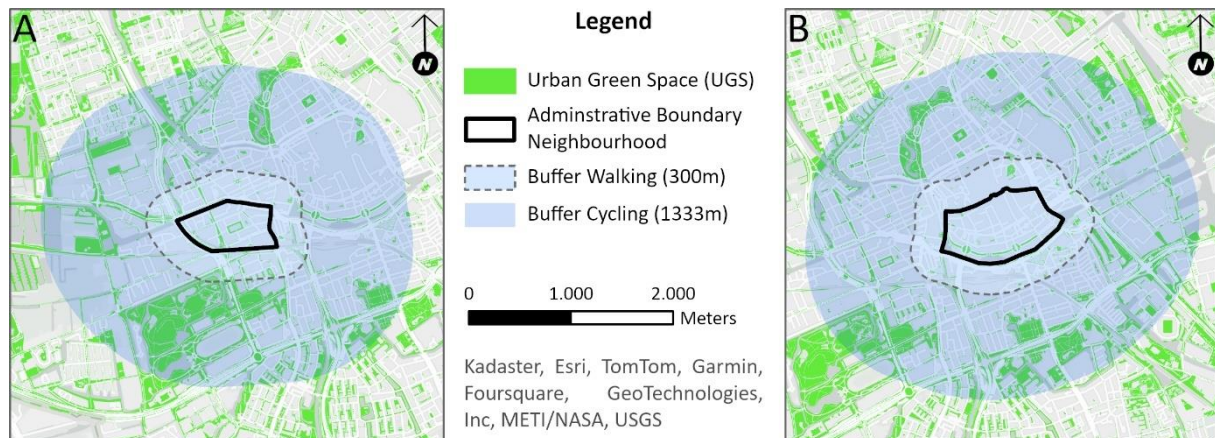 A
N
Legend
Urban Green Space (UGS)
Adminstrative Boundary
Neighbourhood
Buffer Walking (300m)
Buffer Cycling (1333m)
0 1.000 2.000
Meters
Kadaster, Esri, TomTom, Garmin,
Foursquare, GeoTechnologies,
Inc, METI/NASA, USGS
B
N